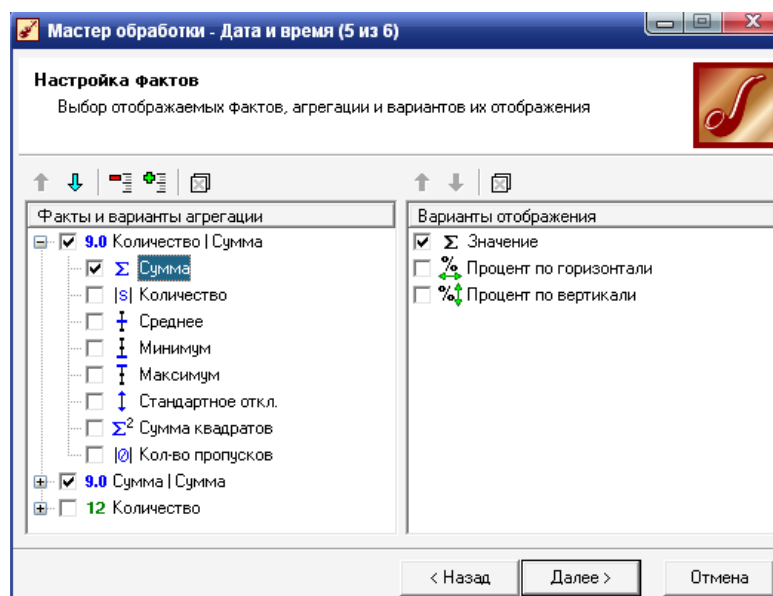 Мастер обработки - Дата и время (5 из 6)
Настройка фактов
Выбор отображаемых фактов, агрегации и вариантов их отображения
Факты и варианты агрегации
9.0 Количество | Сумма
Σ Сумма
|s| Количество
Среднее
Минимум
Максимум
Стандартное откл.
Σ² Сумма квадратов
|0| Кол-во пропусков
9.0 Сумма | Сумма
12 Количество
Варианты отображения
Σ Значение
% Процент по горизонтали
% Процент по вертикали
< Назад
Далее >
Отмена